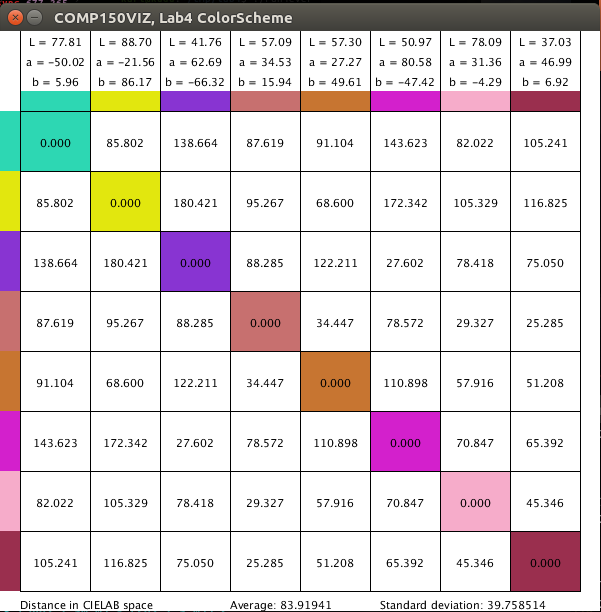 COMP150VIZ, Lab4 ColorScheme
L = 77.81 L = 88.70 L = 41.76 L = 57.09 L = 57.30 L = 50.97 L = 78.09 L = 37.03
a = -50.02 a = -21.56 a = 62.69 a = 34.53 a = 27.27 a = 80.58 a = 31.36 a = 46.99
b = 5.96 b = 86.17 b = -66.32 b = 15.94 b = 49.61 b = -47.42 b = -4.29 b = 6.92
0.000 85.802 138.664 87.619 91.104 143.623 82.022 105.241
85.802 0.000 180.421 95.267 68.600 172.342 105.329 116.825
138.664 180.421 0.000 88.285 122.211 27.602 78.418 75.050
87.619 95.267 88.285 0.000 34.447 78.572 29.327 25.285
91.104 68.600 122.211 34.447 0.000 110.898 57.916 51.208
143.623 172.342 27.602 78.572 110.898 0.000 70.847 65.392
82.022 105.329 78.418 29.327 57.916 70.847 0.000 45.346
105.241 116.825 75.050 25.285 51.208 65.392 45.346 0.000
Distance in CIELAB space Average: 83.91941 Standard deviation: 39.758514